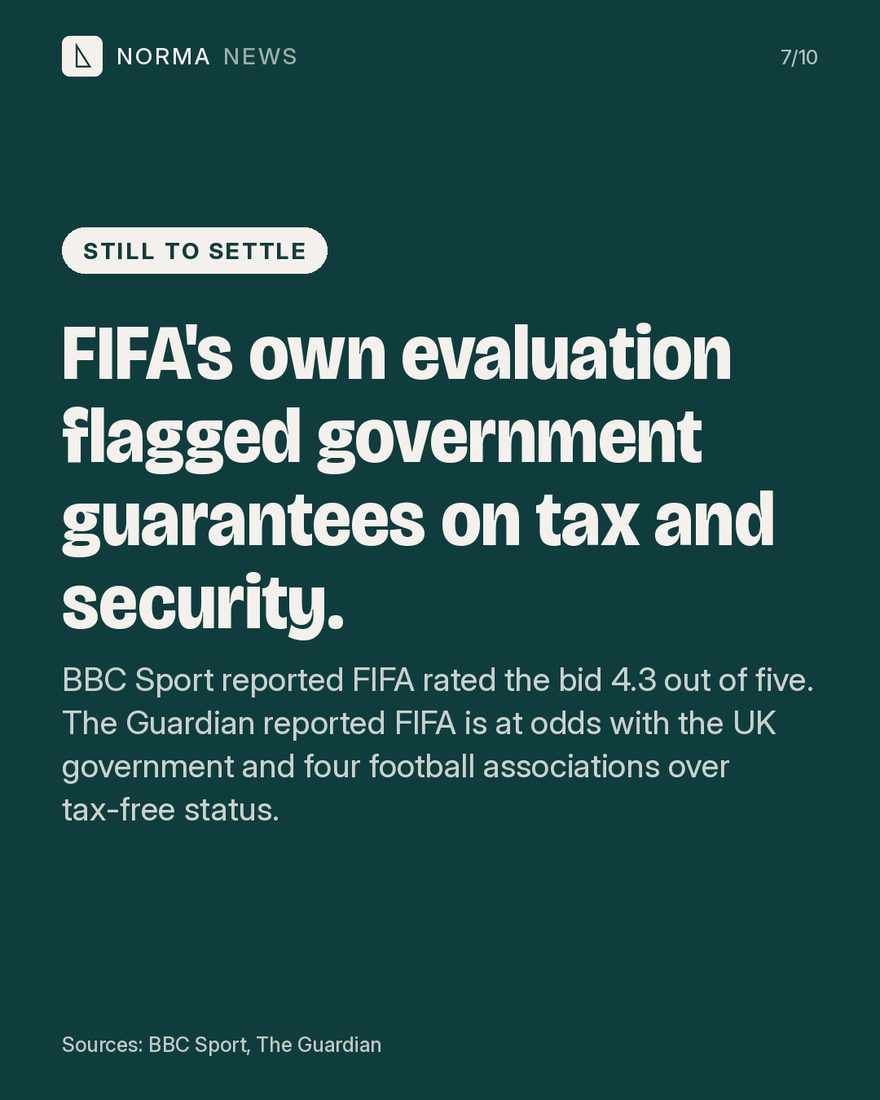 NORMA NEWS
7/10
STILL TO SETTLE
FIFA's own evaluation
flagged government
guarantees on tax and
security.
BBC Sport reported FIFA rated the bid 4.3 out of five.
The Guardian reported FIFA is at odds with the UK
government and four football associations over
tax-free status.
Sources: BBC Sport, The Guardian